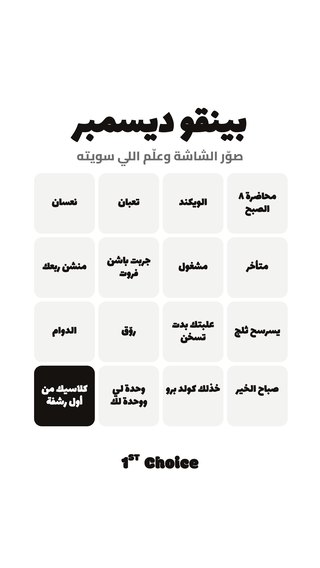 بينقو ديسمبر
صوّر الشاشة وعلّم اللي سويته
محاضرة ٨
الصبح
الويكند
تعبان
نعسان
متأخر
مشغول
جربت باشن
فروت
منشن ربعك
يسرسح ثلج
علبتك بدت
تسخن
روّق
الدوام
صباح الخير
خذلك كولد برو
وحدة لي
ووحدة لك
كلاسيك من
أول رشفة
1ST Choice